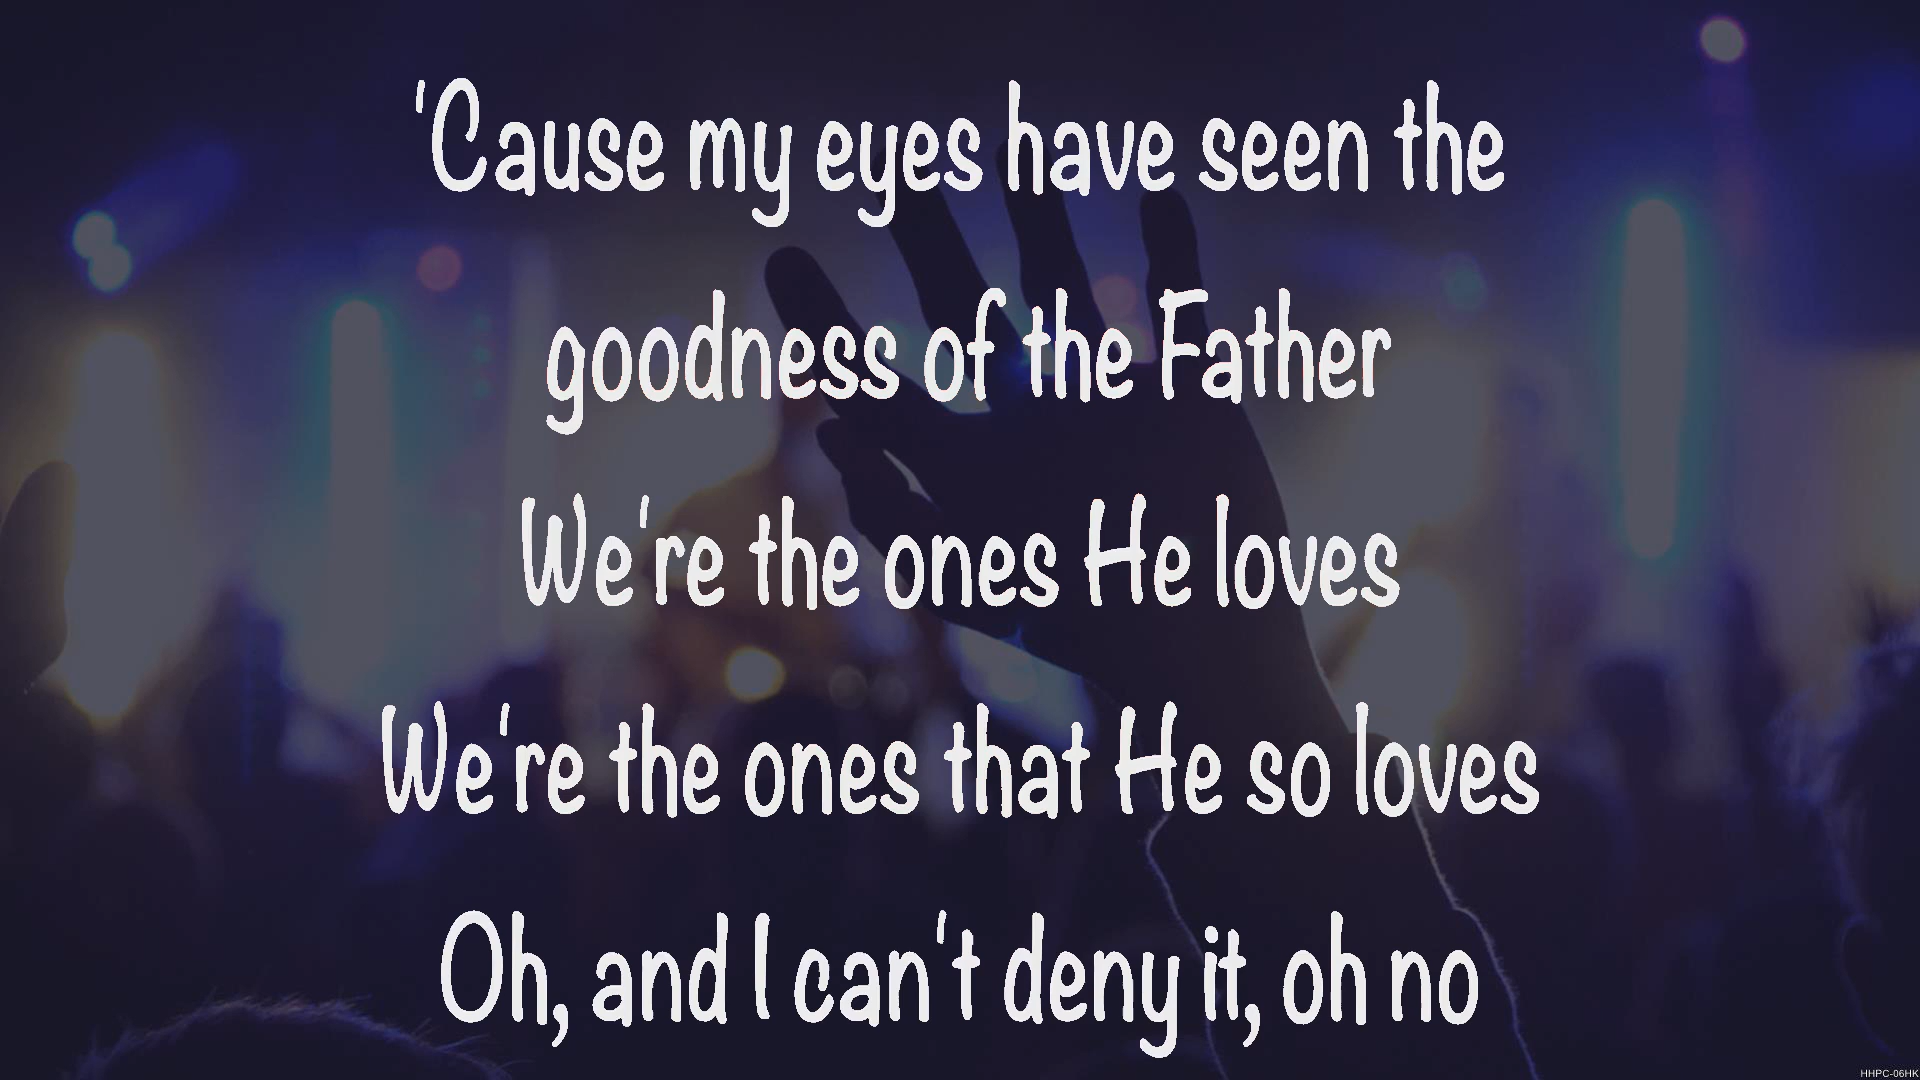 'Cause my eyes have seen the
goodness of the Father
We're the ones He loves
We're the ones that He so loves
Oh, and I can't deny it, oh no
HHPC-06HK